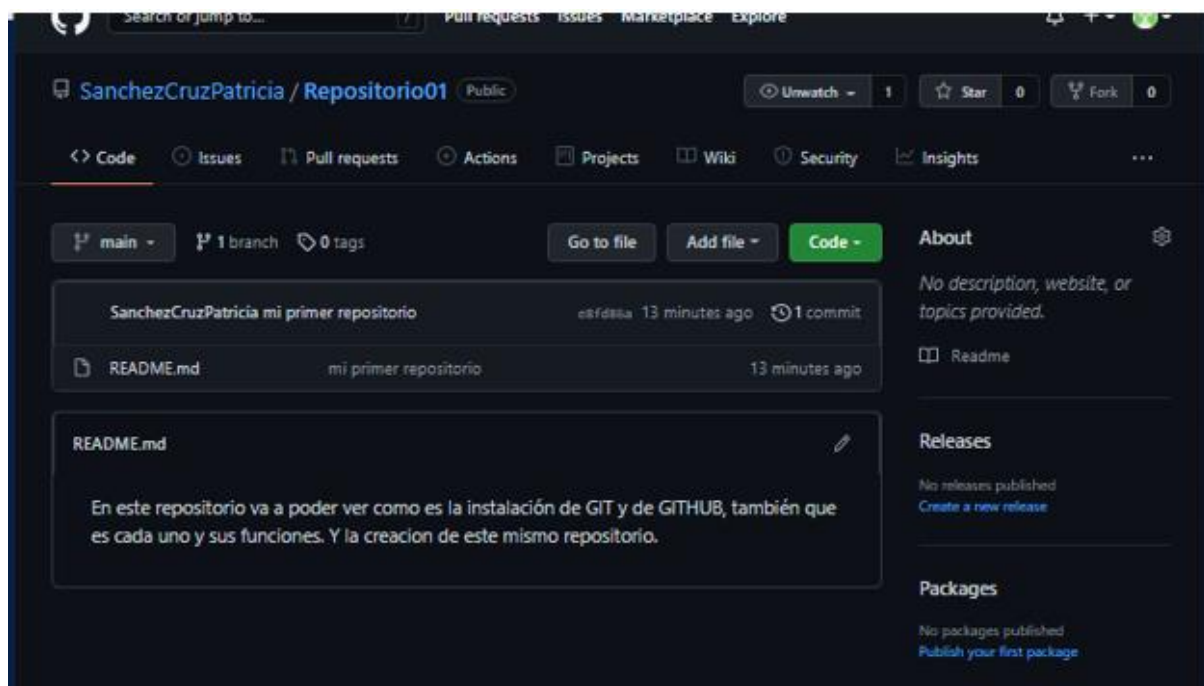 Search or jump to... /
Pull requests Issues Marketplace Explore
SanchezCruzPatricia / Repositorio01 Public
Unwatch 1 Star 0 Fork 0
Code Issues Pull requests Actions Projects Wiki Security Insights ...
main 1 branch 0 tags Go to file Add file Code
SanchezCruzPatricia mi primer repositorio 13 minutes ago 1 commit
README.md mi primer repositorio 13 minutes ago
README.md
En este repositorio va a poder ver como es la instalación de GIT y de GITHUB, también que
es cada uno y sus funciones. Y la creacion de este mismo repositorio.
About
No description, website, or
topics provided.
Readme
Releases
No releases published
Create a new release
Packages
No packages published
Publish your first package